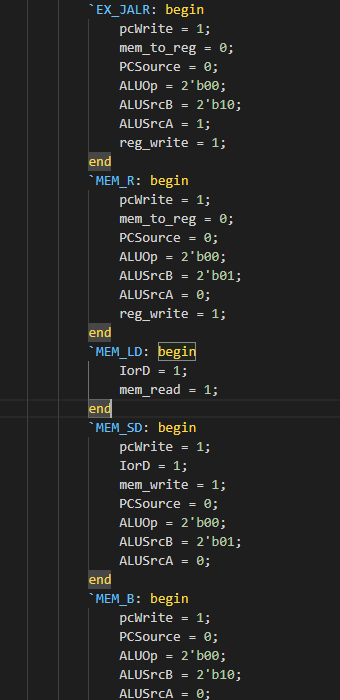 `EX_JALR: begin
pcWrite = 1;
mem_to_reg = 0;
PCSource = 0;
ALUOp = 2'b00;
ALUSrcB = 2'b10;
ALUSrcA = 1;
reg_write = 1;
end
`MEM_R: begin
pcWrite = 1;
mem_to_reg = 0;
PCSource = 0;
ALUOp = 2'b00;
ALUSrcB = 2'b01;
ALUSrcA = 0;
reg_write = 1;
end
`MEM_LD: begin
IorD = 1;
mem_read = 1;
end
`MEM_SD: begin
pcWrite = 1;
IorD = 1;
mem_write = 1;
PCSource = 0;
ALUOp = 2'b00;
ALUSrcB = 2'b01;
ALUSrcA = 0;
end
`MEM_B: begin
pcWrite = 1;
PCSource = 0;
ALUOp = 2'b00;
ALUSrcB = 2'b10;
ALUSrcA = 0;